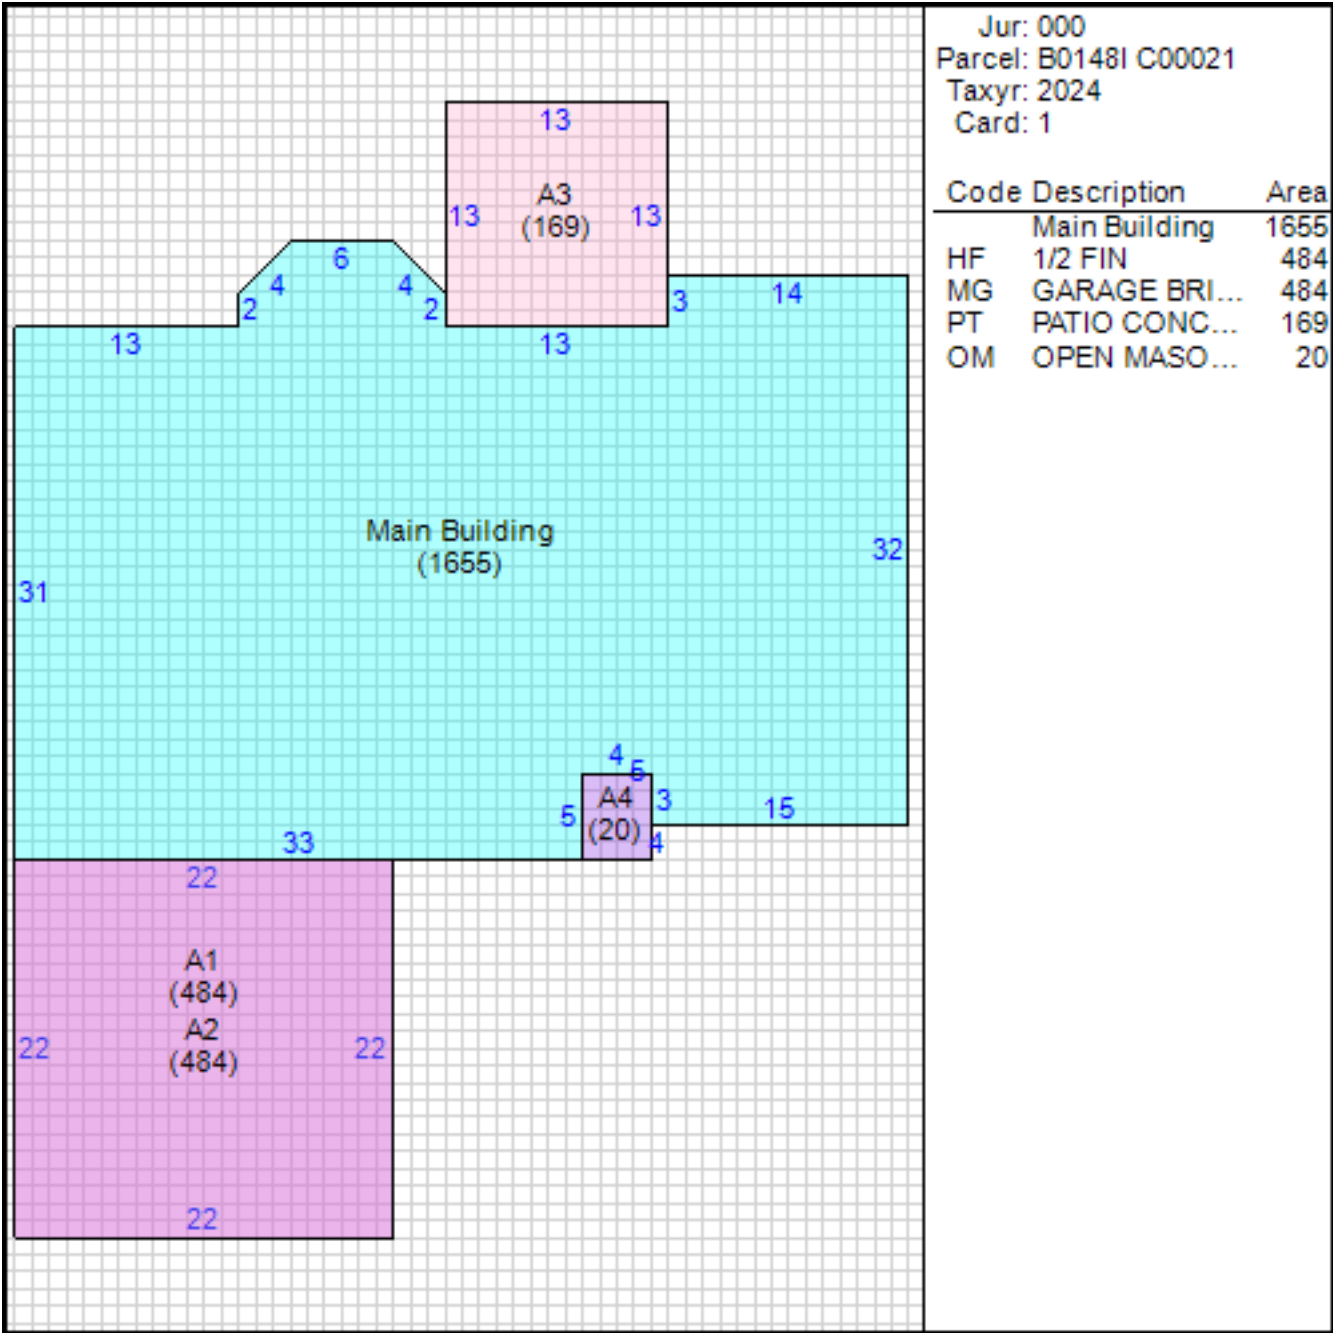 Jur: 000
Parcel: B0148I C00021
Taxyr: 2024
Card: 1
Code Description Area
Main Building 1655
HF 1/2 FIN 484
MG GARAGE BRI... 484
PT PATIO CONC... 169
OM OPEN MASO... 20
13
A3
13 13
(169)
6
4 4
2 2
3 14
13 13
Main Building
(1655)
32
31
4
5
A4
3
5 15
(20)
33 4
22
A1
(484)
A2
22 22
(484)
22